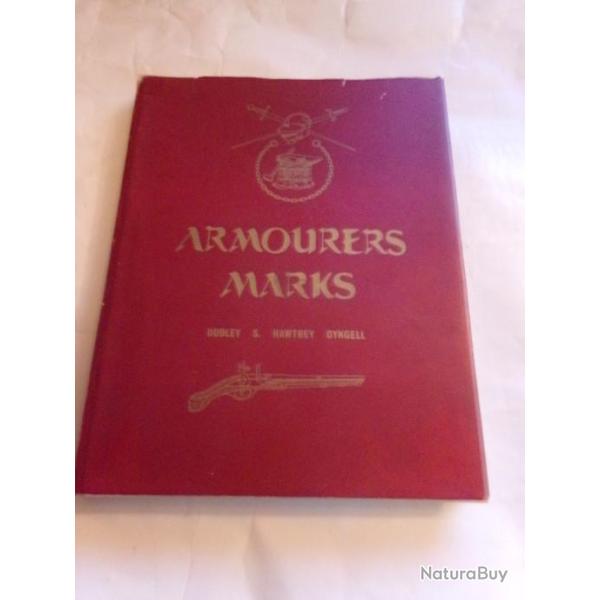 ARMOURERS
MARKS
DUDLEY S. HAWTREY GYNGELL
NaturaBuy